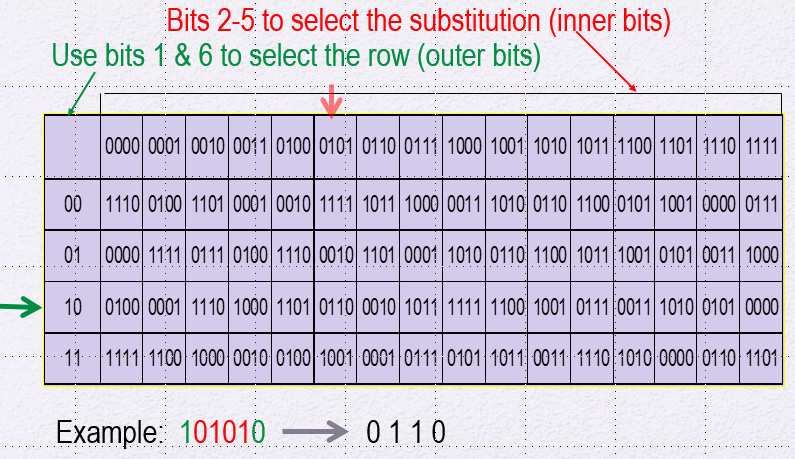 Bits 2-5 to select the substitution (inner bits)
Use bits 1 & 6 to select the row (outer bits)
0000 0001 0010 0011 0100 0101 0110 0111 1000 1001 1010 1011 1100 1101 1110 1111
00 1110 0100 1101 0001 0010 1111 1011 1000 0011 1010 0110 1100 0101 1001 0000 0111
01 0000 1111 0111 0100 1110 0010 1101 0001 1010 0110 1100 1011 1001 0101 0011 1000
10 0100 0001 1110 1000 1101 0110 0010 1011 1111 1100 1001 0111 0011 1010 0101 0000
11 1111 1100 1000 0010 0100 1001 0001 0111 0101 1011 0011 1110 1010 0000 0110 1101
Example: 101010 0 1 1 0